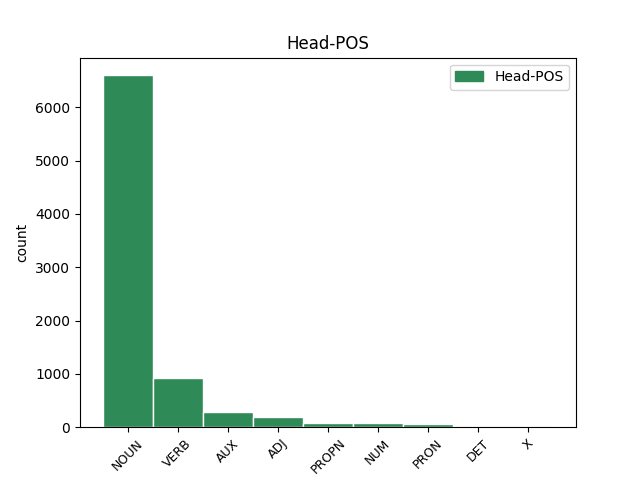 Head-POS
Head-POS
6000
5000
4000
3000
2000
1000
0
count
NOUN
VERB
AUX
ADJ
PROPN
NUM
PRON
DET
X